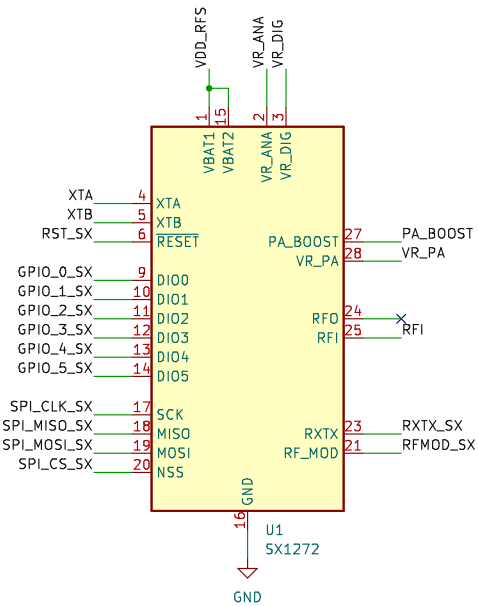 VDD_RFS
VR_ANA
VR_DIG
1
15
2
3
VBAT1
VBAT2
VR_ANA
VR_DIG
XTA 4 XTA
XTB 5 XTB
RST_SX 6 RESET
GPIO_0_SX 9 DIO0
GPIO_1_SX 10 DIO1
GPIO_2_SX 11 DIO2
GPIO_3_SX 12 DIO3
GPIO_4_SX 13 DIO4
GPIO_5_SX 14 DIO5
SPI_CLK_SX 17 SCK
SPI_MISO_SX 18 MISO
SPI_MOSI_SX 19 MOSI
SPI_CS_SX 20 NSS
PA_BOOST 27 PA_BOOST
VR_PA 28 VR_PA
RFO 24
RFI 25 RFI
RXTX 23 RXTX_SX
RF_MOD 21 RFMOD_SX
GND
16
U1
SX1272
GND